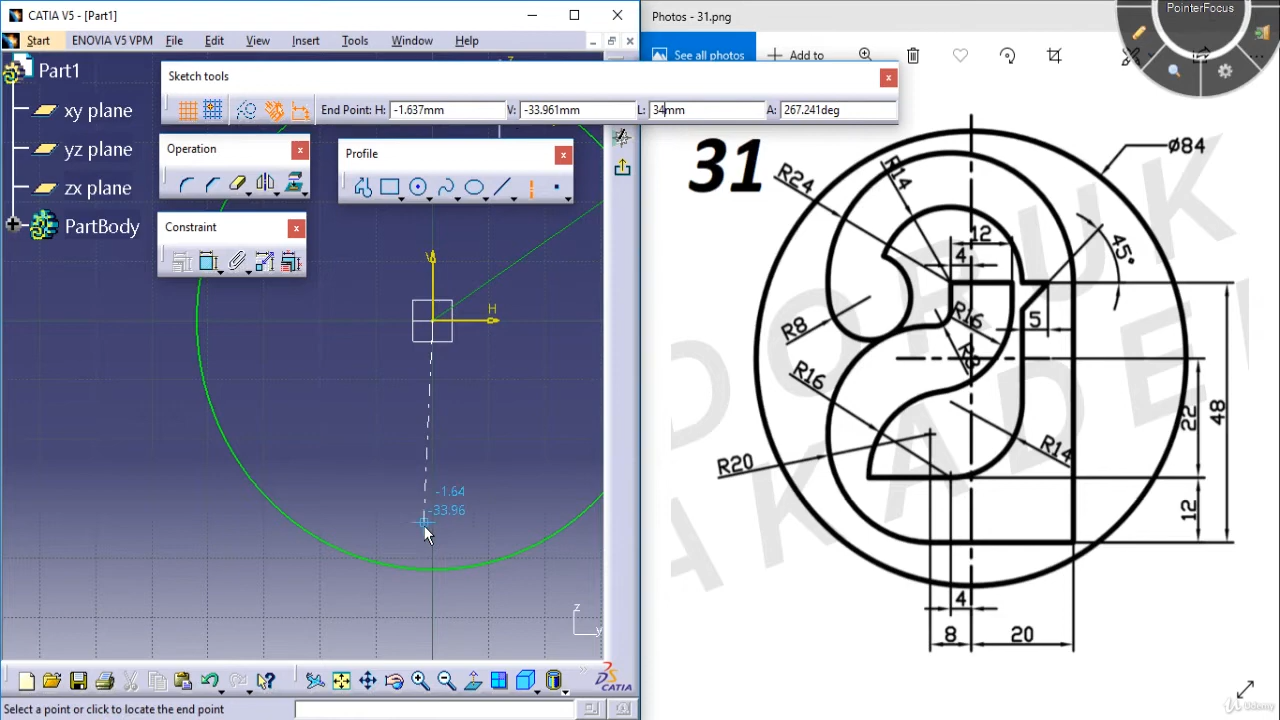 CATIA V5 - [Part1]
Photos - 31.png
PointerFocus
Start ENOVIA V5 VPM File Edit View Insert Tools Window Help
See all photos
Add to
Part1
Sketch tools
xy plane
End Point: H: -1.637mm V: -33.961mm L: 34mm A: 267.241deg
Operation
Profile
yz plane
zx plane
PartBody
Constraint
V
H
-1.64
-33.96
z
y
31
Ø84
R24
R14
12
45°
4
R8
R16
5
R8
R16
22
48
R14
R20
12
4
8
20
DORUK
AKADE
CATIA
Select a point or click to locate the end point
Udemy